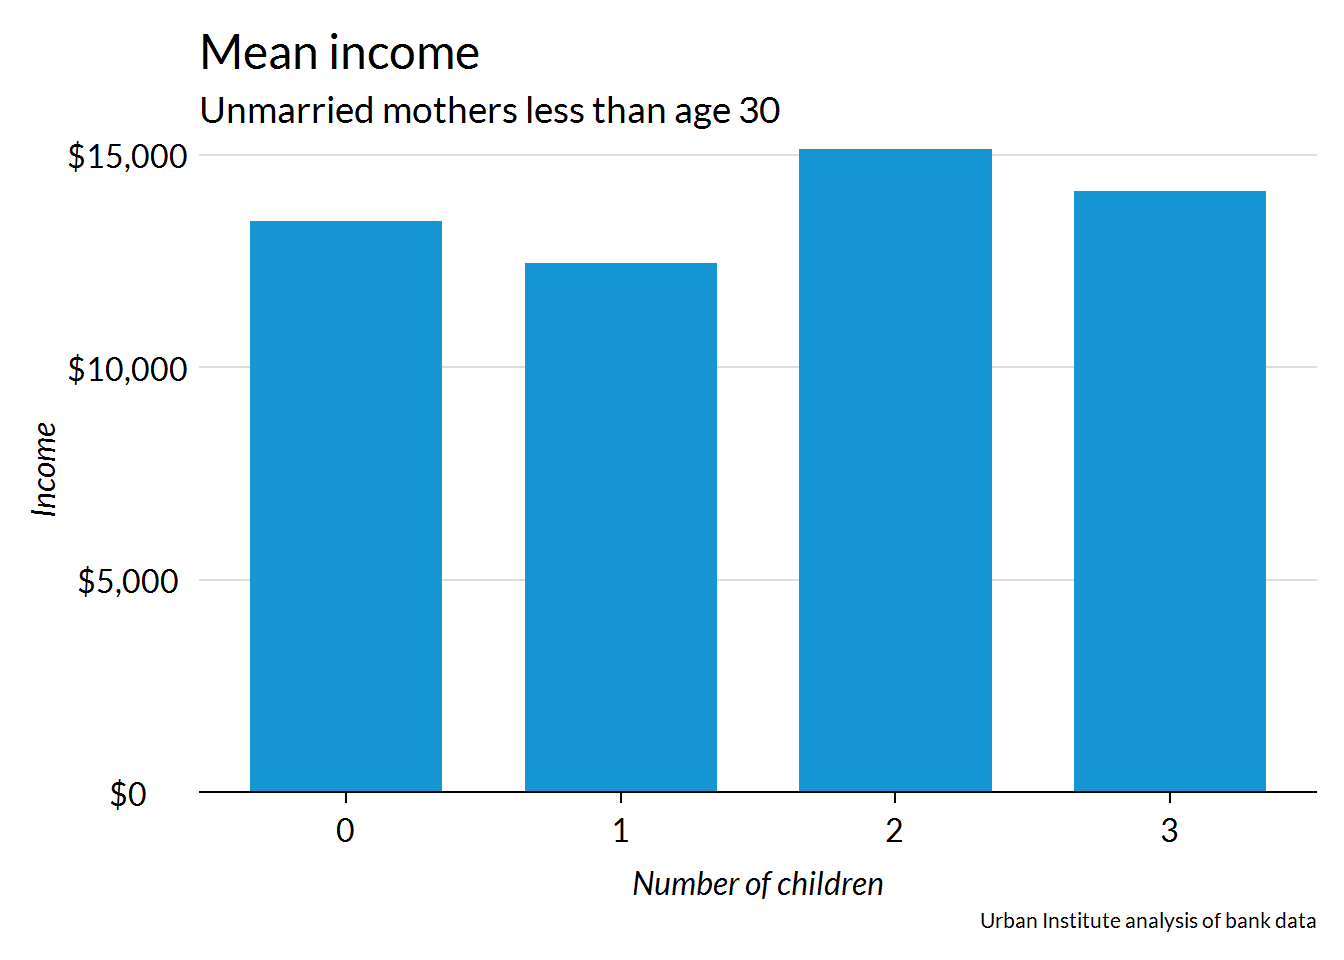 Mean income
Unmarried mothers less than age 30
$15,000
$10,000
$5,000
$0
Income
0 1 2 3
Number of children
Urban Institute analysis of bank data